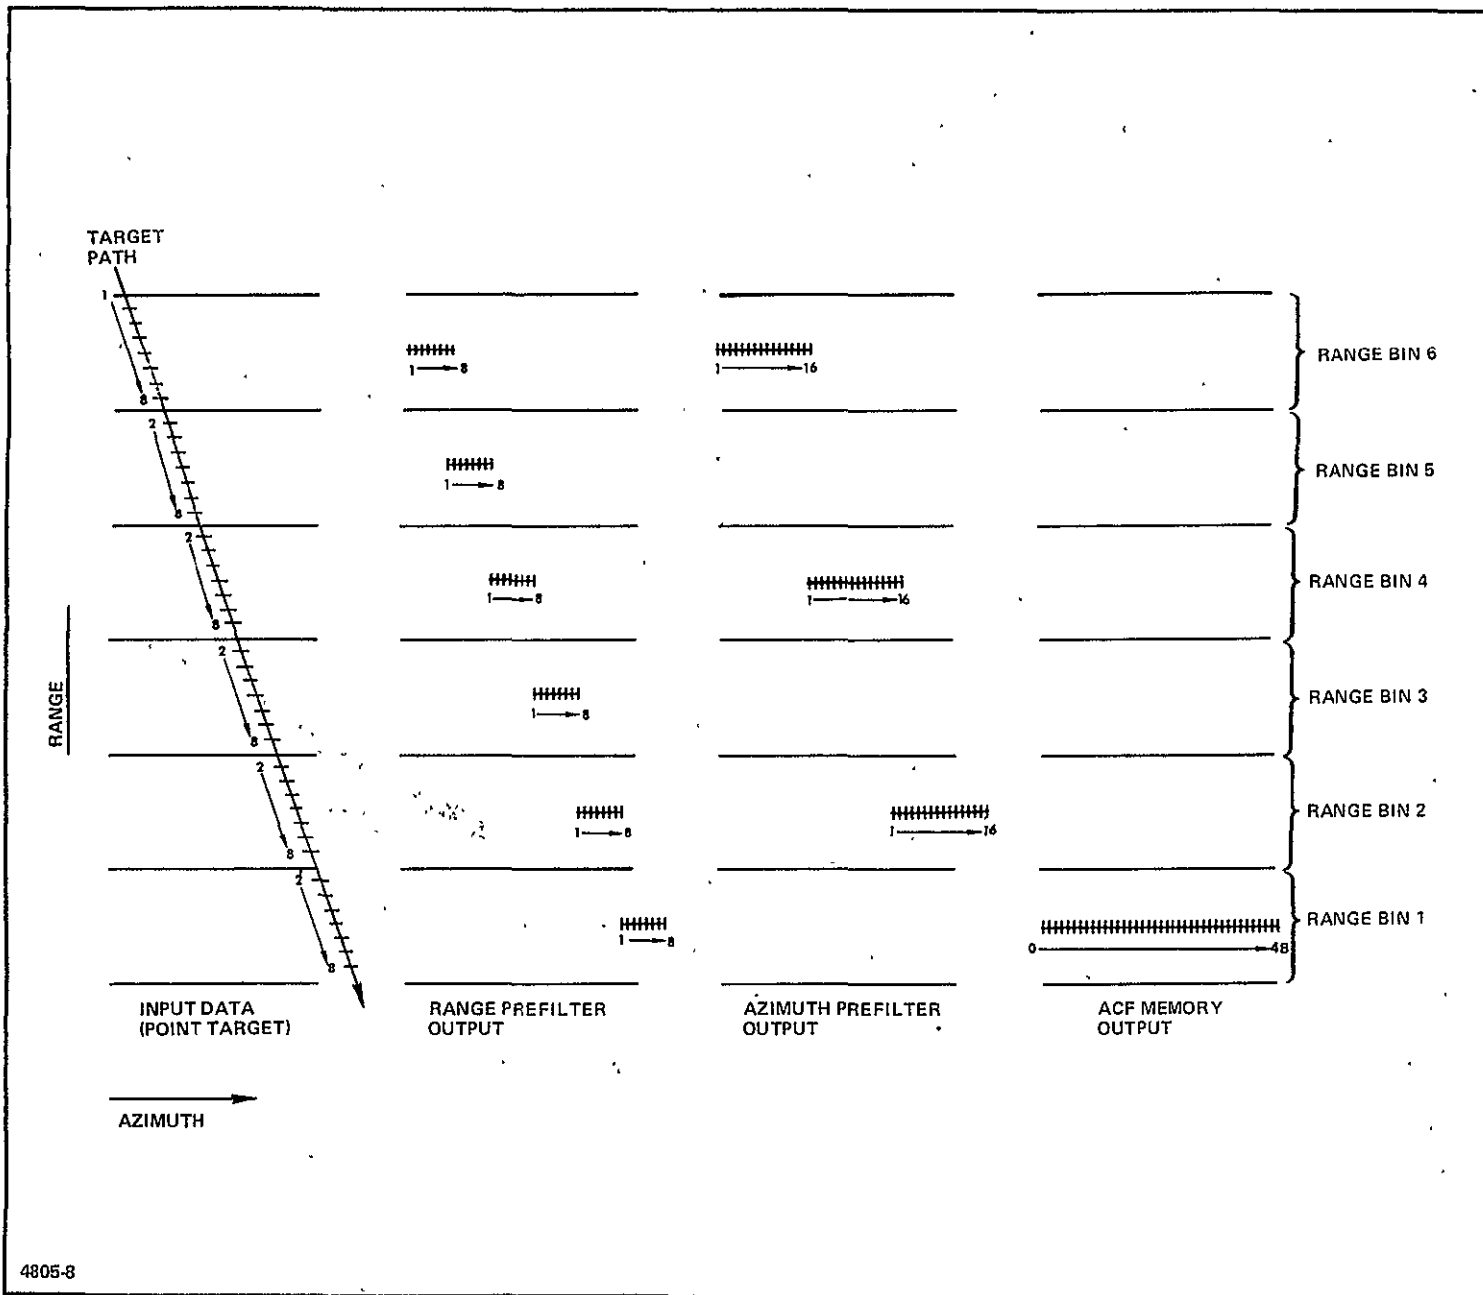 TARGET
PATH
1
8
1 8
1 16
RANGE BIN 6
2
8
1 8
RANGE BIN 5
2
8
1 8
1 16
RANGE BIN 4
2
8
1 8
RANGE BIN 3
RANGE
2
8
1 8
1 16
RANGE BIN 2
2
8
1 8
0 48
RANGE BIN 1
INPUT DATA
(POINT TARGET)
RANGE PREFILTER
OUTPUT
AZIMUTH PREFILTER
OUTPUT
ACF MEMORY
OUTPUT
AZIMUTH
4805-8